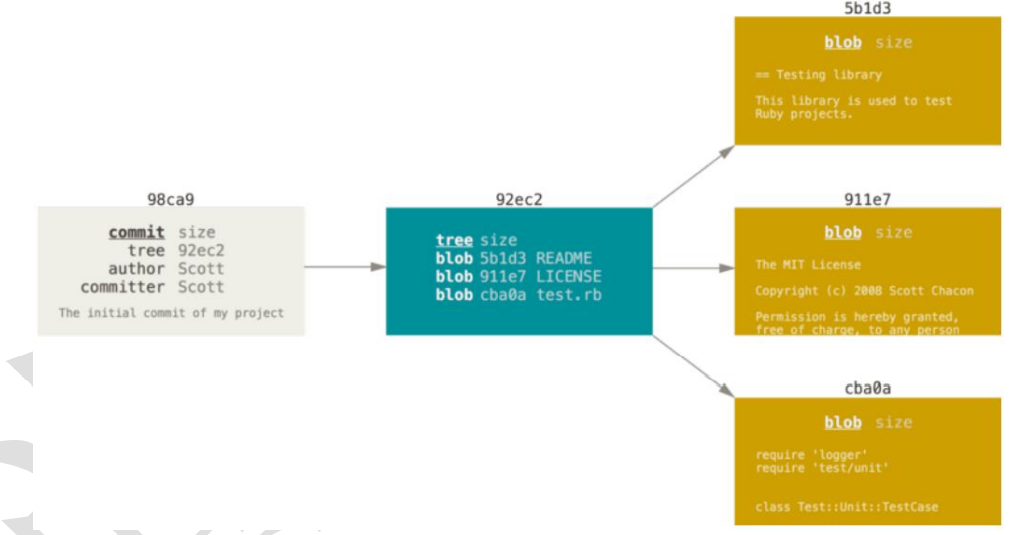 98ca9
commit size
tree 92ec2
author Scott
committer Scott
The initial commit of my project
92ec2
tree size
blob 5b1d3 README
blob 911e7 LICENSE
blob cba0a test.rb
5b1d3
blob size
== Testing library
This library is used to test
Ruby projects.
911e7
blob size
The MIT License
Copyright (c) 2008 Scott Chacon
Permission is hereby granted,
free of charge, to any person
cba0a
blob size
require 'logger'
require 'test/unit'
class Test::Unit::TestCase